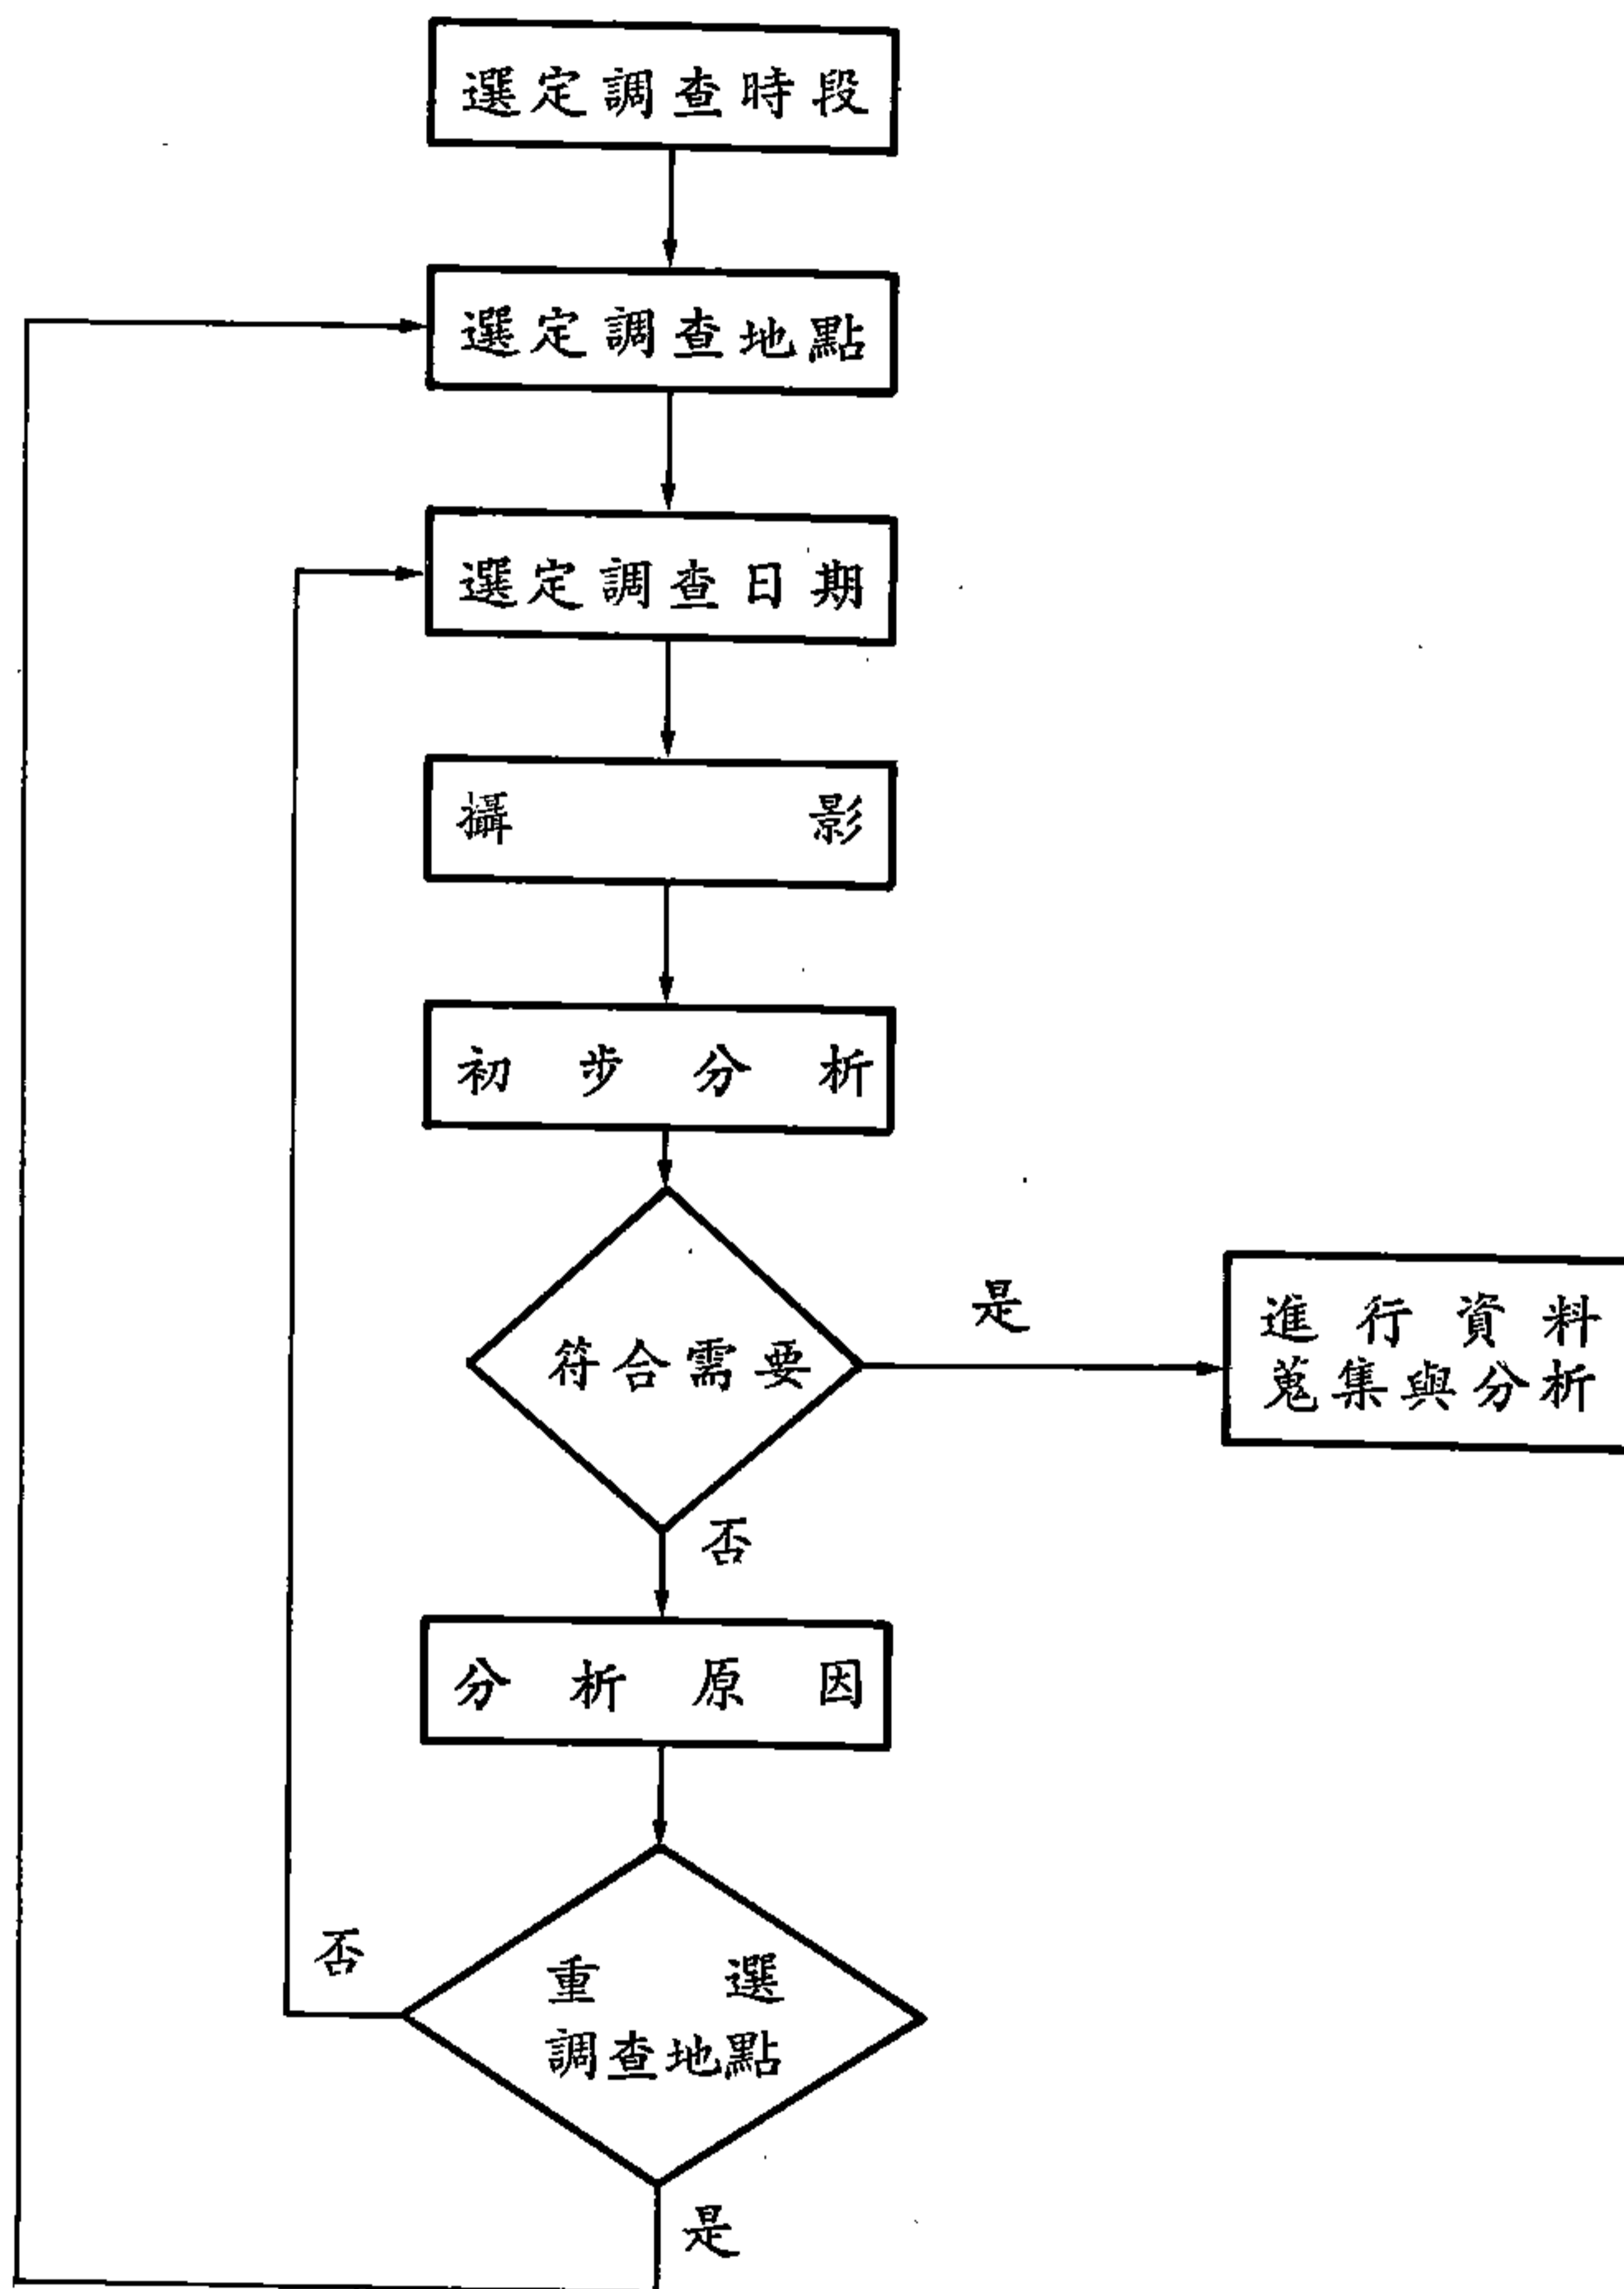 選定調查時段
選定調查地點
選定調查日期
攝影
初步分析
符合需要
是
進行資料
蒐集與分析
否
分析原因
否
重選
調查地點
是